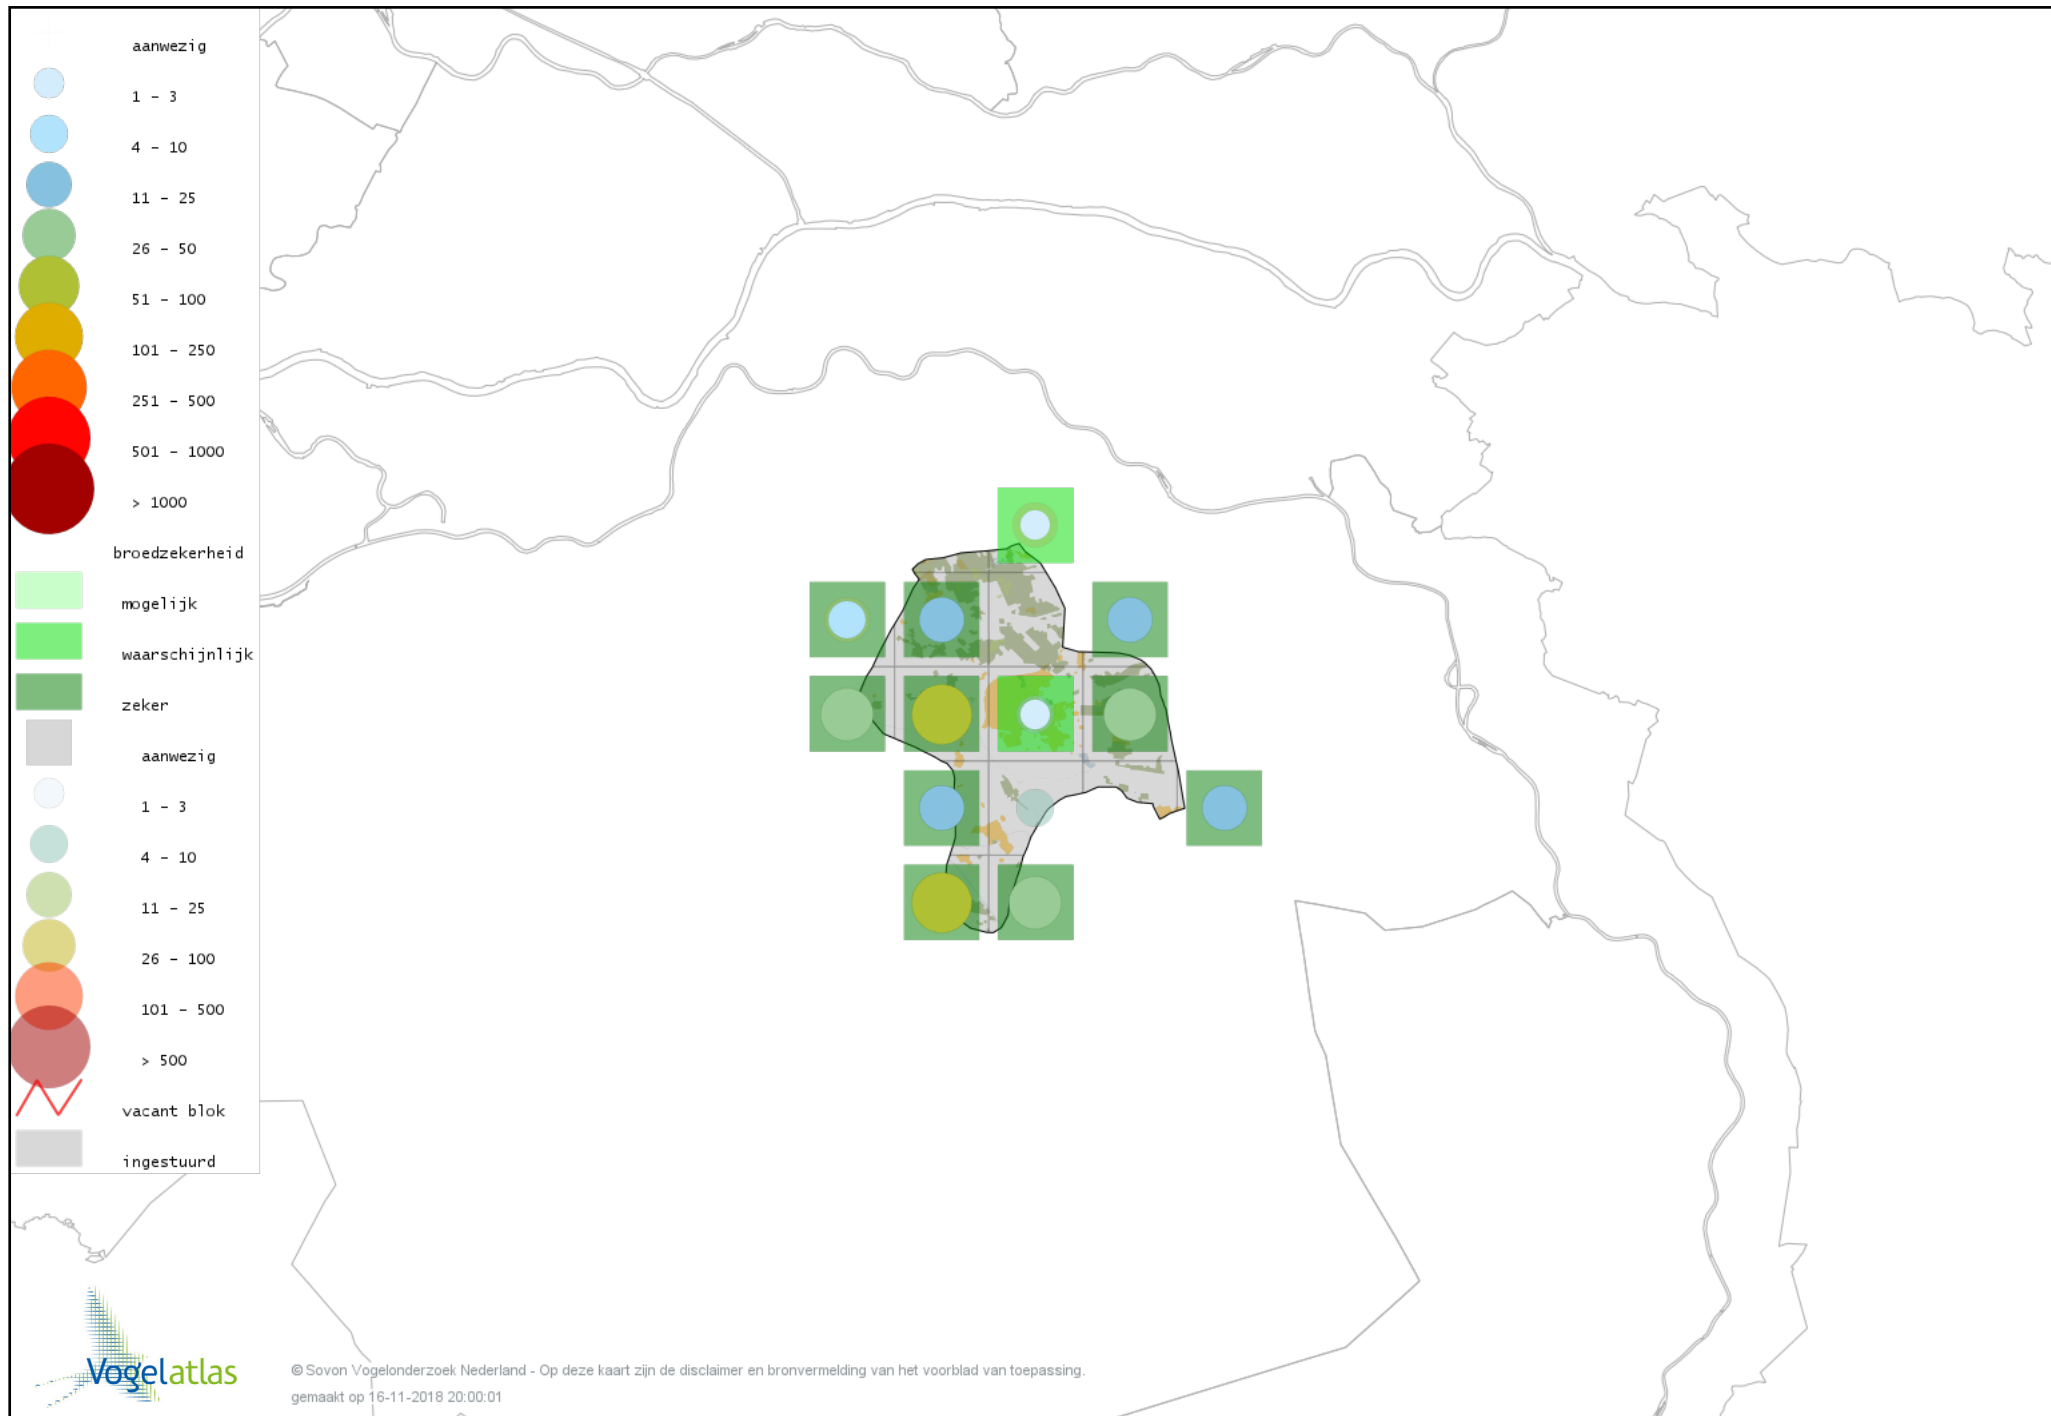 aanwezig
1 - 3
4 - 10
11 - 25
26 - 50
51 - 100
101 - 250
251 - 500
501 - 1000
> 1000
broedzekerheid
mogelijk
waarschijnlijk
zeker
aanwezig
1 - 3
4 - 10
11 - 25
26 - 100
101 - 500
> 500
vacant blok
ingestuurd
Vogelatlas
© Sovon Vogelonderzoek Nederland - Op deze kaart zijn de disclaimer en bronvermelding van het voorblad van toepassing.
gemaakt op 16-11-2018 20:00:01